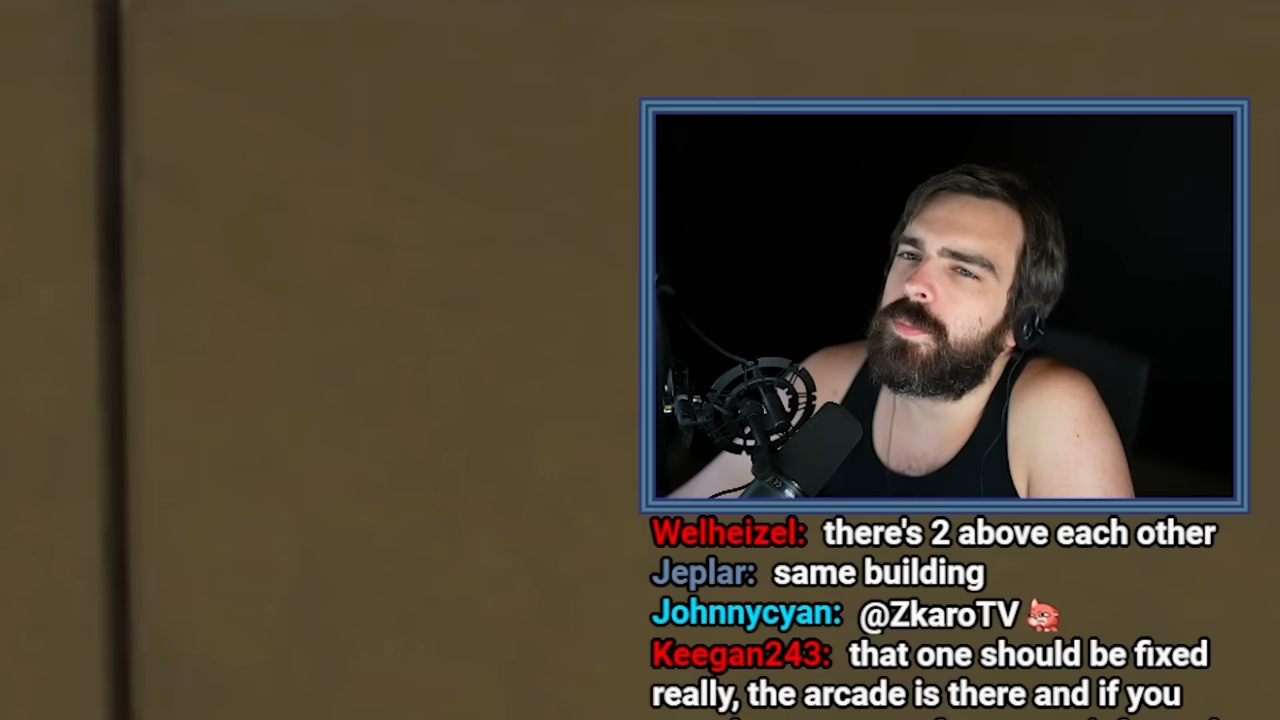 Welheizel: there's 2 above each other
Jeplar: same building
Johnnycyan: @ZkaroTV
Keegan243: that one should be fixed
really, the arcade is there and if you